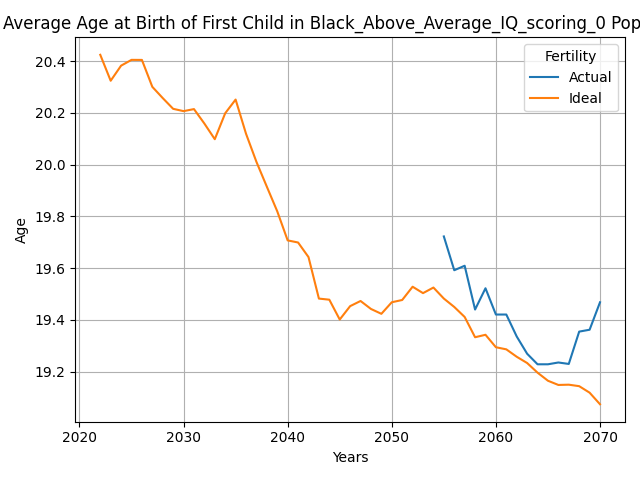 Average Age at Birth of First Child in Black_Above_Average_IQ_scoring_0 Pop
Fertility
Actual
Ideal
20.4
20.2
20.0
19.8
19.6
19.4
19.2
Age
2020
2030
2040
2050
2060
2070
Years